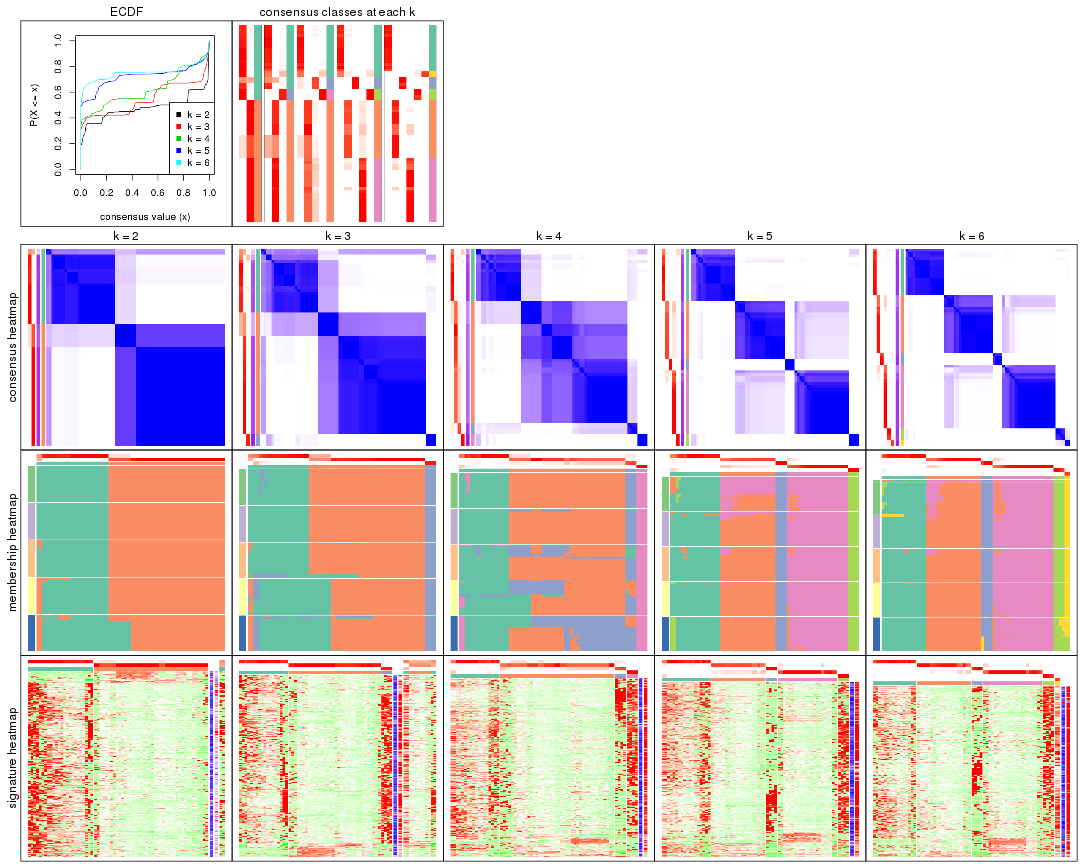 ECDF
consensus classes at each k
P(X <= x)
0.0 0.2 0.4 0.6 0.8 1.0
k = 2
k = 3
k = 4
k = 5
k = 6
0.0 0.2 0.4 0.6 0.8 1.0
consensus value (x)
k = 2
k = 3
k = 4
k = 5
k = 6
consensus heatmap
membership heatmap
signature heatmap